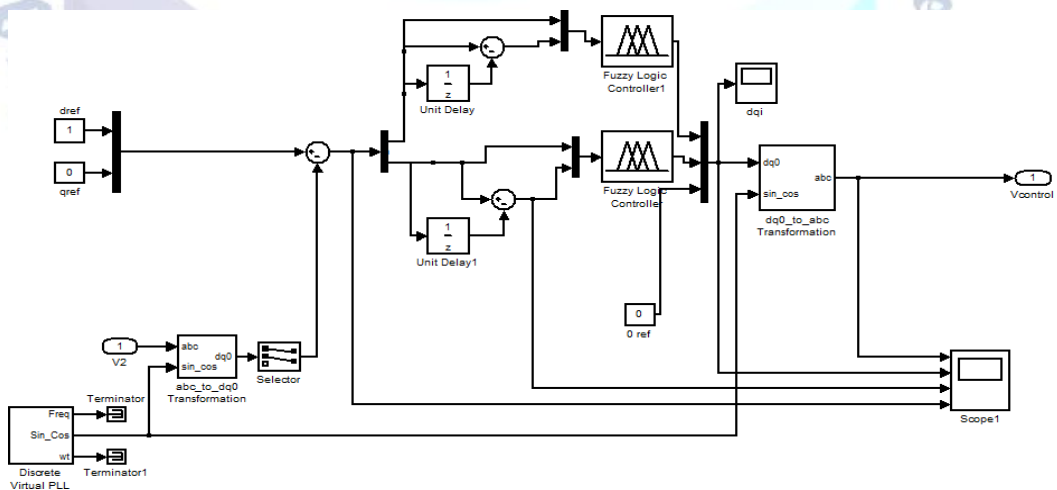 Fuzzy Logic
Controller1
1
z
Unit Delay
dqi
dref
1
0
qref
Fuzzy Logic
Controller
dq0
sin_cos
abc
dq0_to_abc
Transformation
1
Vcontrol
1
z
Unit Delay1
0
0 ref
1
V2
abc
sin_cos
dq0
abc_to_dq0
Transformation
Selector
Scope1
Terminator
Freq
Sin_Cos
wt
Terminator1
Discrete
Virtual PLL